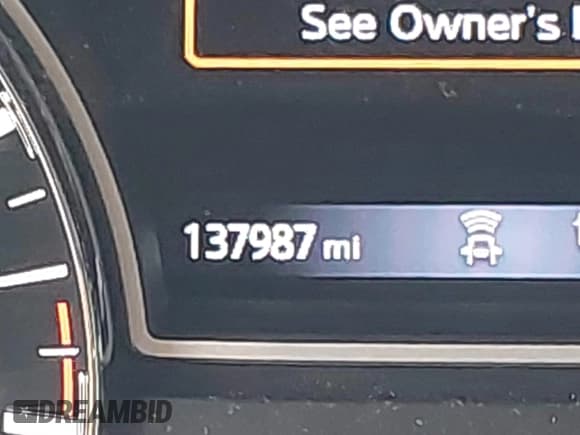 See Owner's
137987 mi
DREAMBID